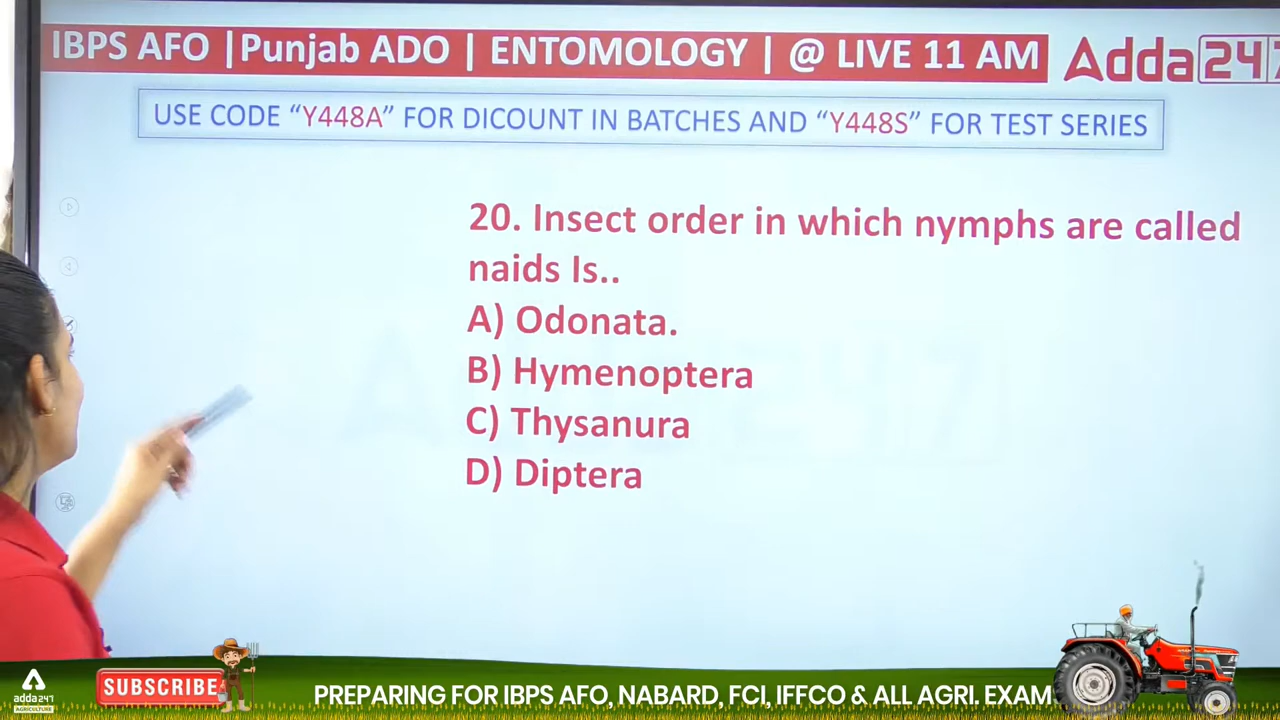 IBPS AFO |Punjab ADO | ENTOMOLOGY | @ LIVE 11 AM
Adda247
USE CODE “Y448A” FOR DICOUNT IN BATCHES AND “Y448S” FOR TEST SERIES
20. Insect order in which nymphs are called
naids Is..
A) Odonata.
B) Hymenoptera
C) Thysanura
D) Diptera
adda247
AGRICULTURE
SUBSCRIBE
PREPARING FOR IBPS AFO, NABARD, FCI, IFFCO & ALL AGRI. EXAM